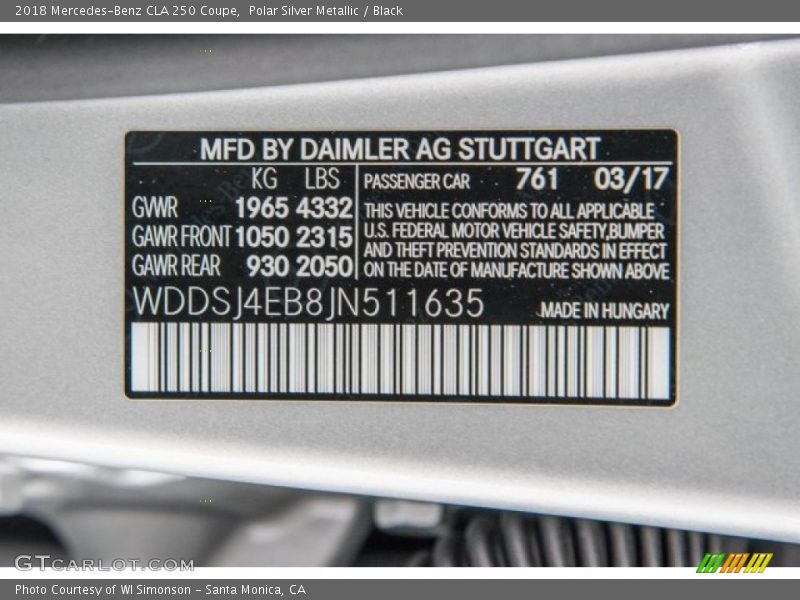 2018 Mercedes-Benz CLA 250 Coupe,  Polar Silver Metallic / Black
MFD BY DAIMLER AG STUTTGART
KG LBS
GWR 1965 4332
GAWR FRONT 1050 2315
GAWR REAR 930 2050
PASSENGER CAR 761 03/17
THIS VEHICLE CONFORMS TO ALL APPLICABLE
U.S. FEDERAL MOTOR VEHICLE SAFETY,BUMPER
AND THEFT PREVENTION STANDARDS IN EFFECT
ON THE DATE OF MANUFACTURE SHOWN ABOVE
WDDSJ4EB8JN511635
MADE IN HUNGARY
GTCARLOT.COM
Photo Courtesy of WI Simonson - Santa Monica, CA